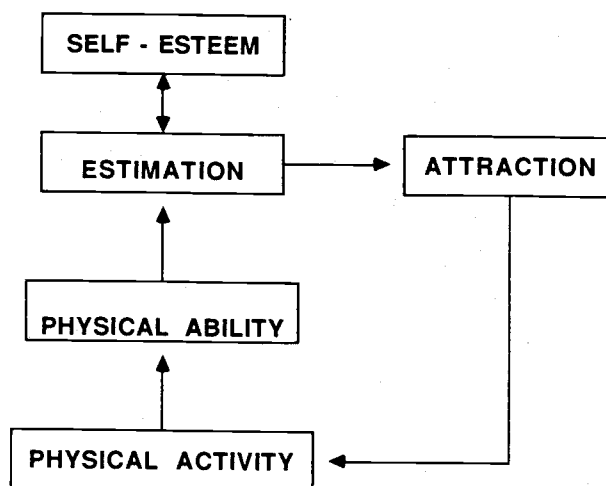 SELF - ESTEEM
ESTIMATION
ATTRACTION
PHYSICAL ABILITY
PHYSICAL ACTIVITY